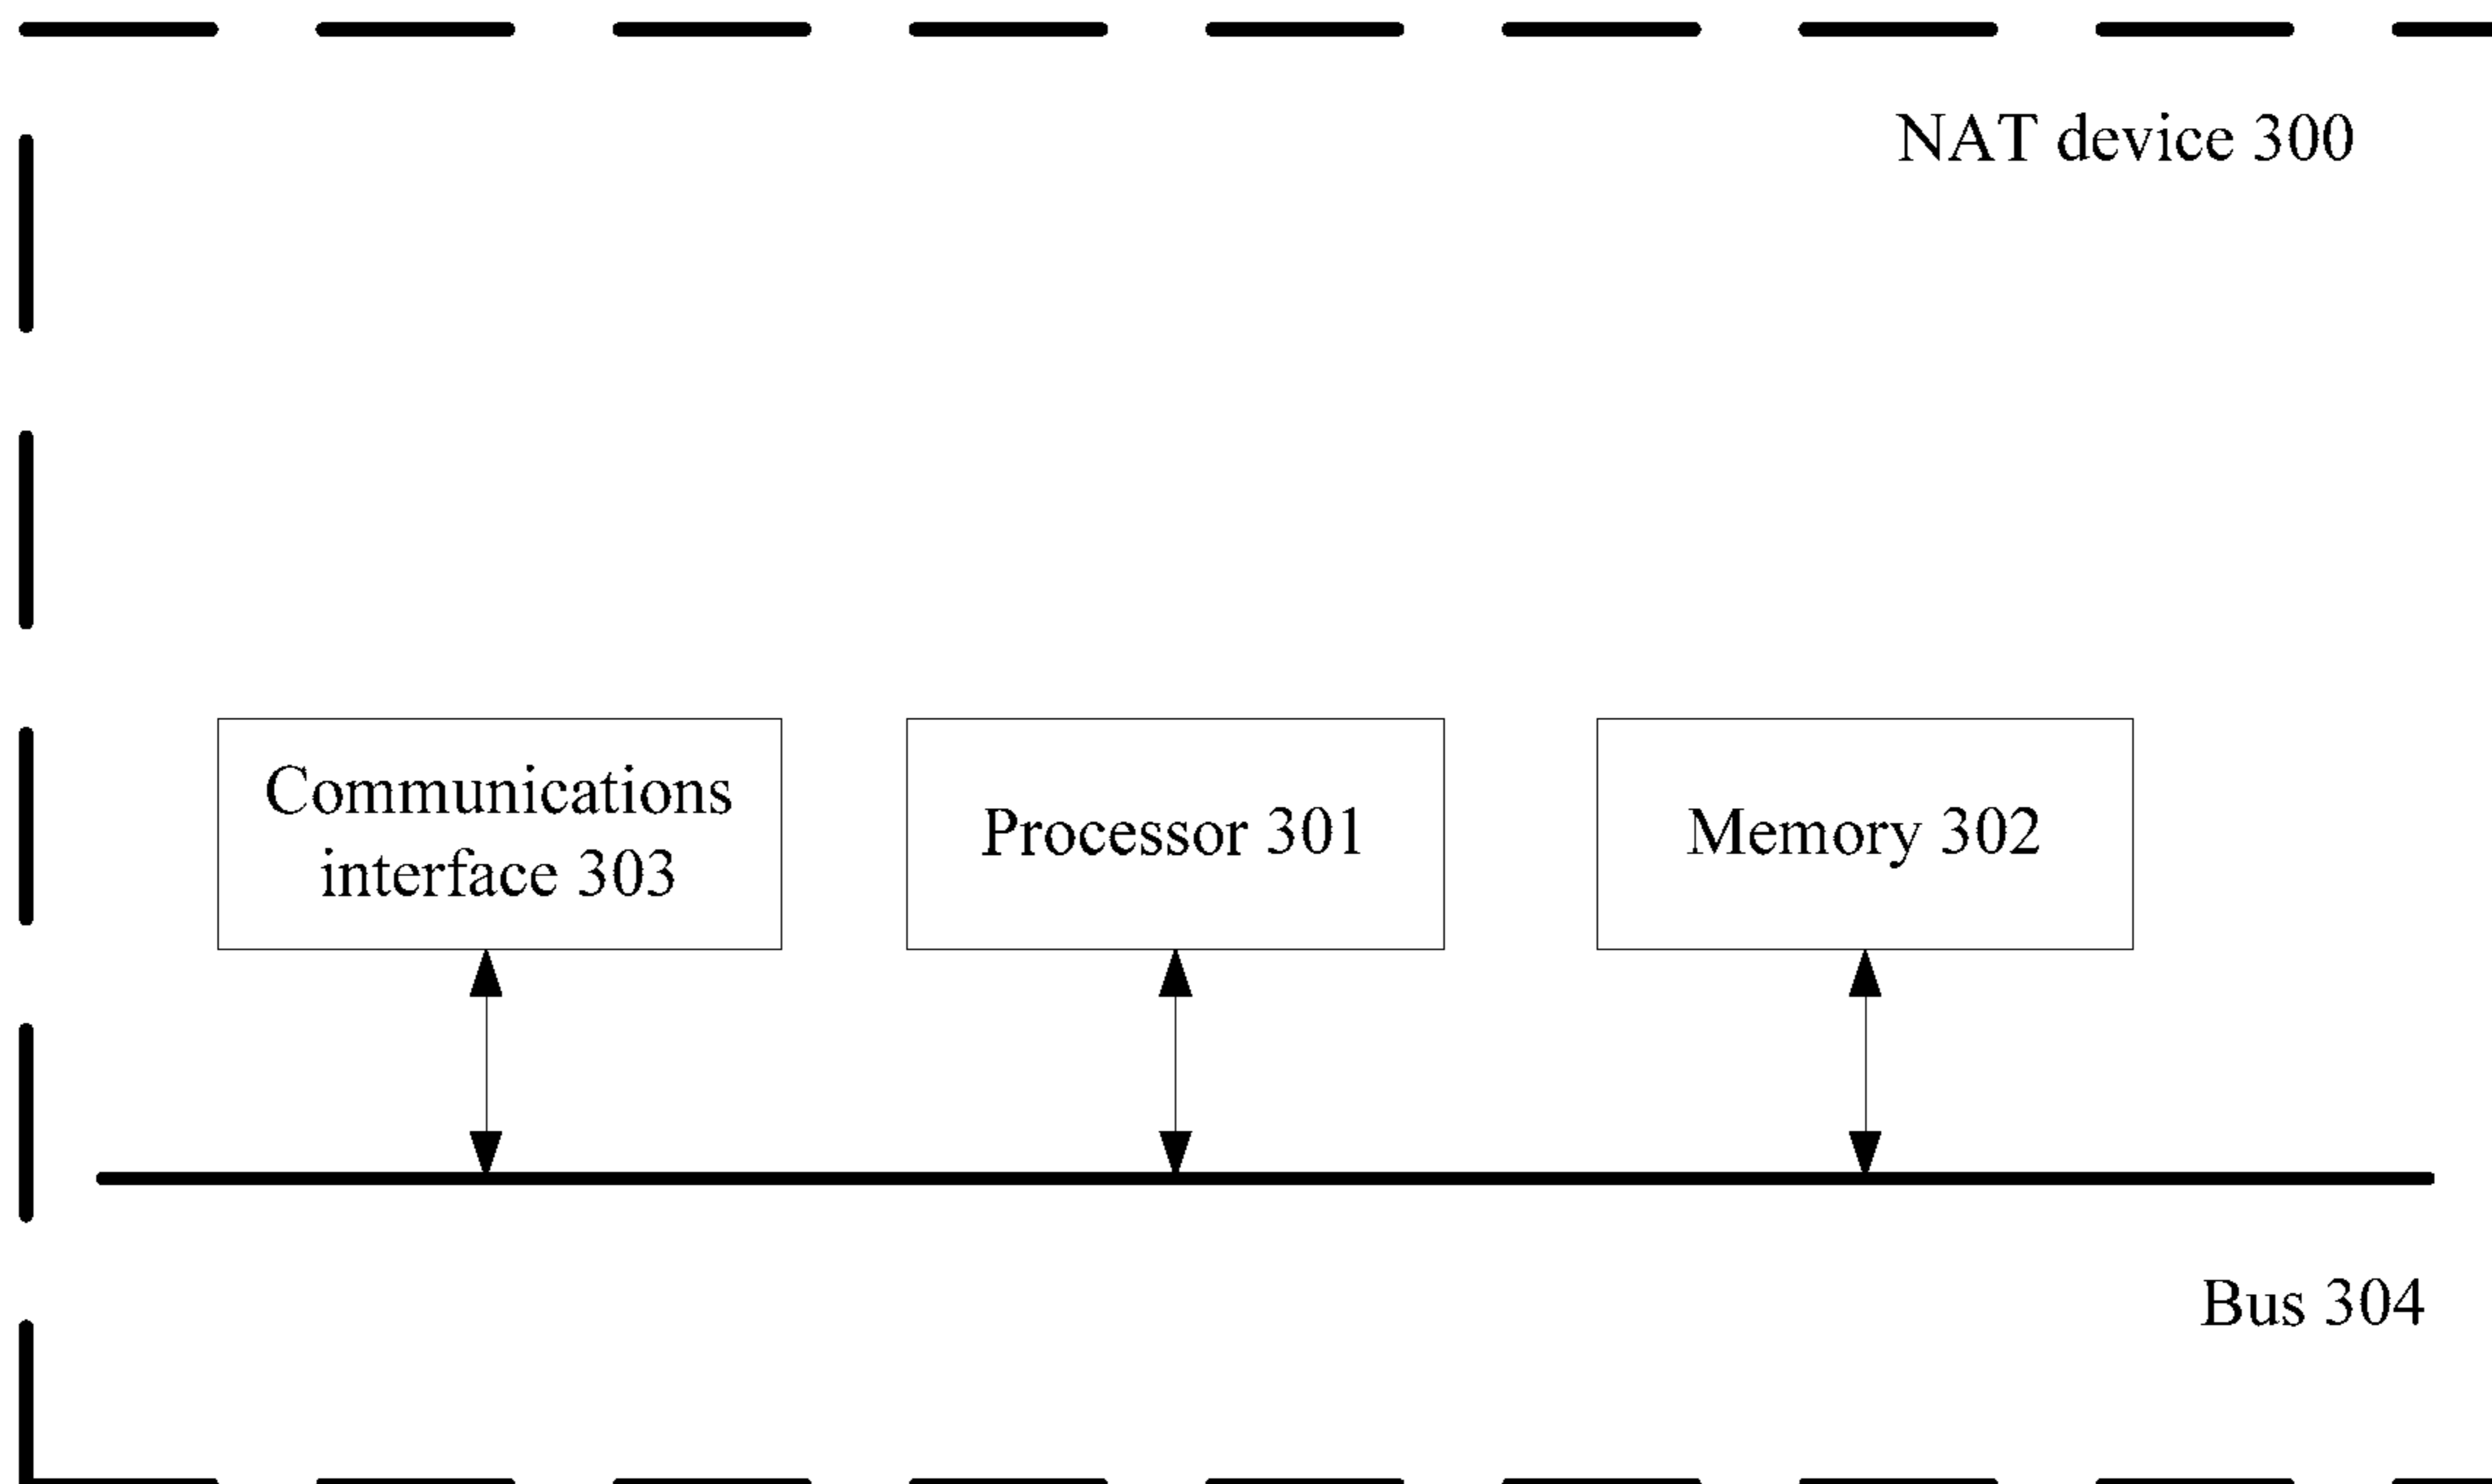 NAT device 300
Communications
interface 303
Processor 301
Memory 302
Bus 304